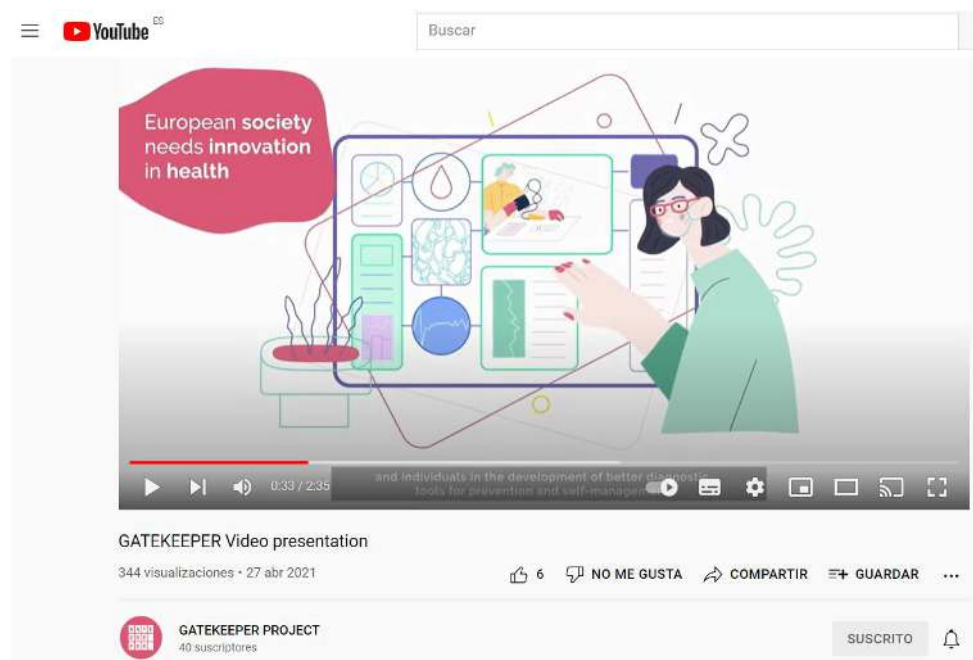 YouTube ES
Buscar
European society
needs innovation
in health
0:33 / 2:35
and individuals in the development of better diagnostic
tools for prevention and self-management
GATEKEEPER Video presentation
344 visualizaciones • 27 abr 2021
6 NO ME GUSTA COMPARTIR GUARDAR
GATEKEEPER PROJECT
40 suscriptores
SUSCRITO